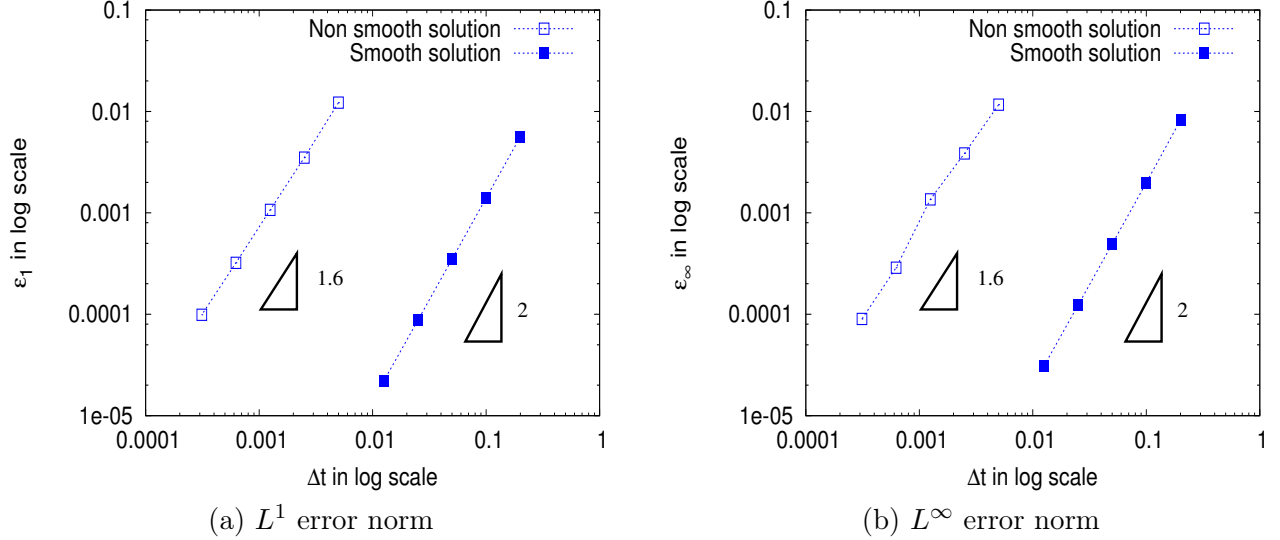 0.1
0.01
0.001
0.0001
1e-05
0.0001
0.001
0.01
0.1
1
ε₁ in log scale
Δt in log scale
Non smooth solution
Smooth solution
1.6
2
(a) L¹ error norm
0.1
0.01
0.001
0.0001
1e-05
0.0001
0.001
0.01
0.1
1
ε∞ in log scale
Δt in log scale
Non smooth solution
Smooth solution
1.6
2
(b) L^∞ error norm